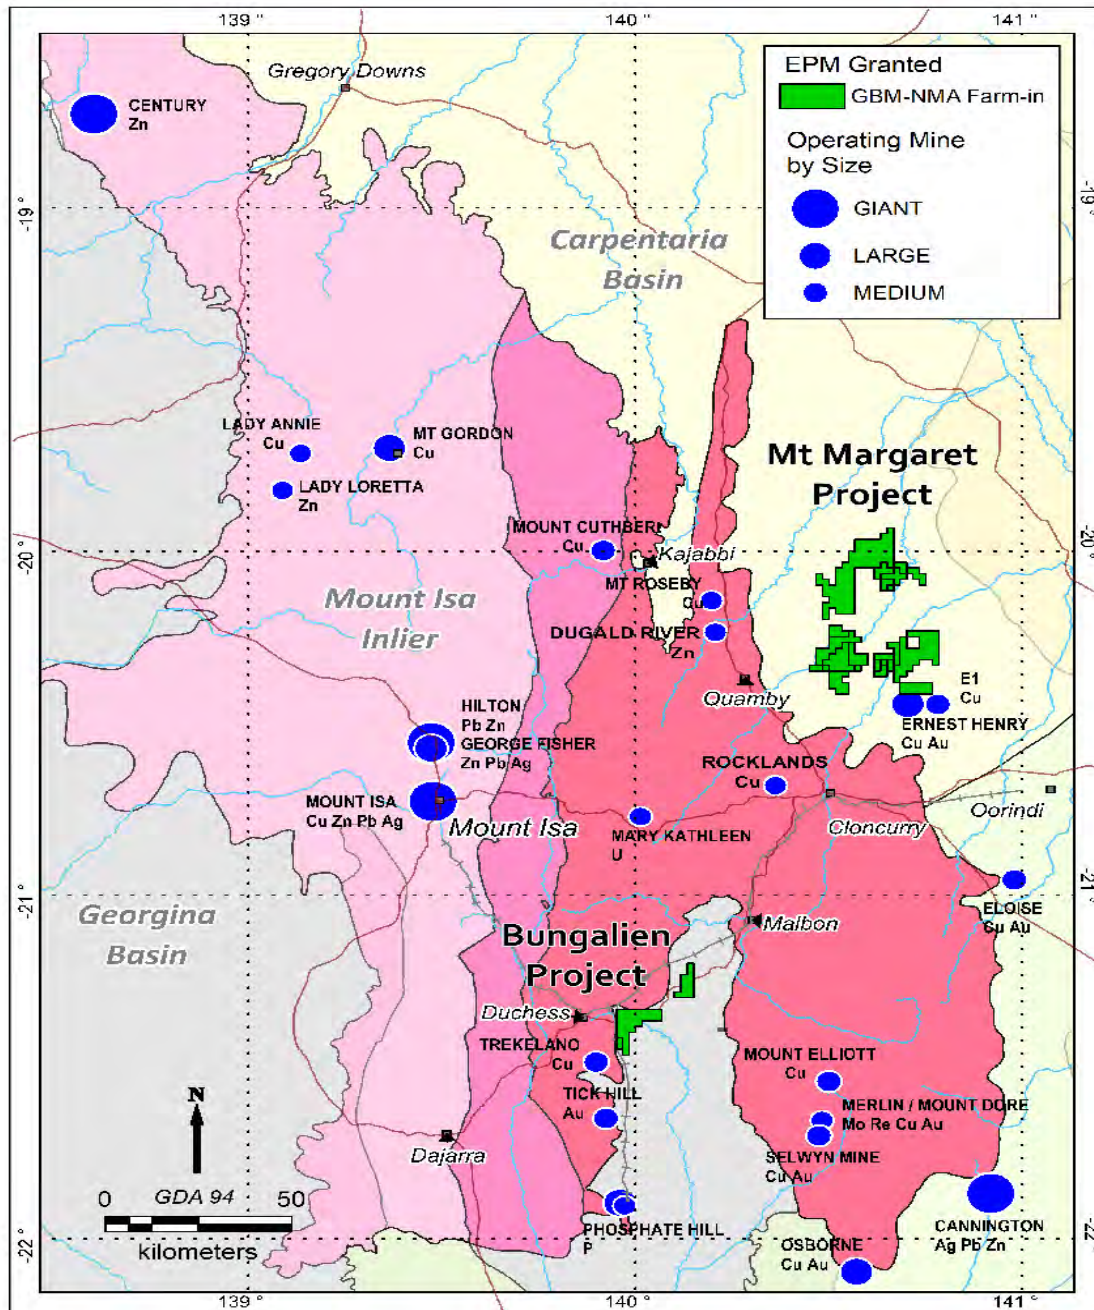 139 °
140 °
141 °
Gregory Downs
CENTURY
Zn
EPM Granted
GBM-NMA Farm-in
Operating Mine
by Size
GIANT
LARGE
MEDIUM
-19°
-19°
Carpentaria
Basin
LADY ANNIE
Cu
MT GORDON
Cu
LADY LORETTA
Zn
Mt Margaret
Project
MOUNT CUTHBERT
Cu
Kajabbi
-20°
-20°
MT ROSEBY
Cu
Mount Isa
Inlier
DUGALD RIVER
Zn
Quamby
E1
Cu
ERNEST HENRY
Cu Au
HILTON
Pb Zn
GEORGE FISHER
Zn Pb Ag
ROCKLANDS
Cu
MOUNT ISA
Cu Zn Pb Ag
Mount Isa
MARY KATHLEEN
U
Cloncurry
Oorindi
-21°
-21°
ELOISE
Cu Au
Georgina
Basin
Malbon
Bungalien
Project
Duchess
TREKELANO
Cu
MOUNT ELLIOTT
Cu
TICK HILL
Au
MERLIN / MOUNT DORE
Mo Re Cu Au
SELWYN MINE
Cu Au
Dajarra
N
GDA 94
0
50
kilometers
PHOSPHATE HILL
P
CANNINGTON
Ag Pb Zn
OSBORNE
Cu Au
-22°
-22°
139 °
140 °
141 °